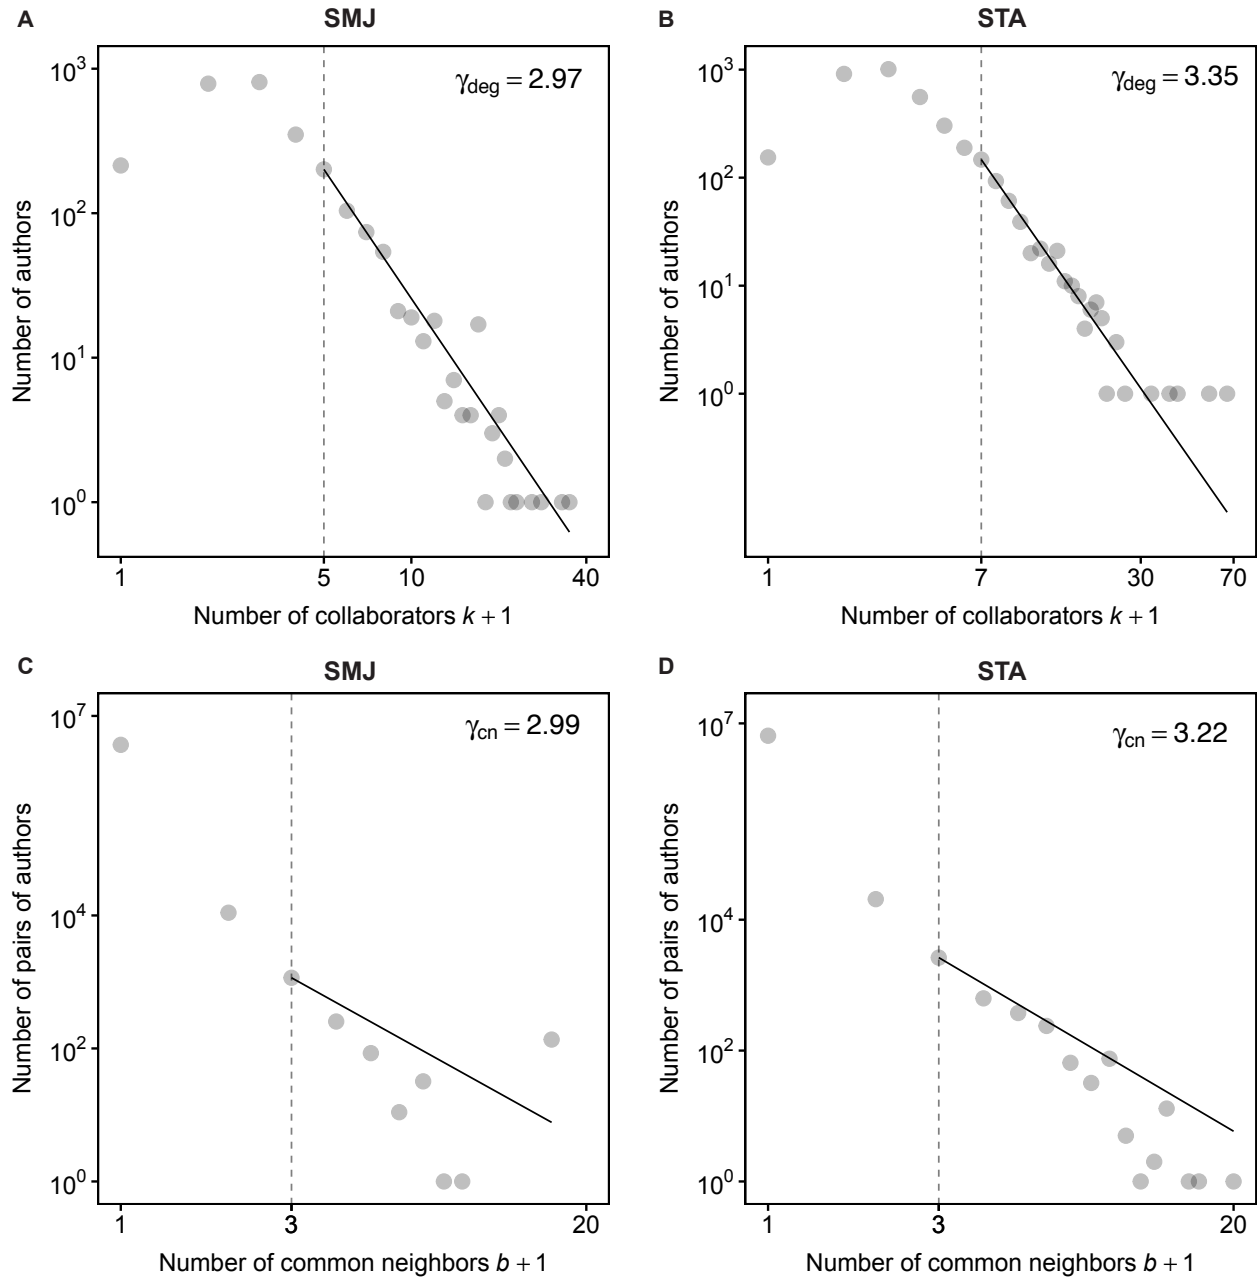 A
SMJ
γdeg = 2.97
10³
10²
10¹
10⁰
Number of authors
1
5
10
40
Number of collaborators k + 1
B
STA
γdeg = 3.35
10³
10²
10¹
10⁰
Number of authors
1
7
30
70
Number of collaborators k + 1
C
SMJ
γcn = 2.99
10⁷
10⁴
10²
10⁰
Number of pairs of authors
1
3
20
Number of common neighbors b + 1
D
STA
γcn = 3.22
10⁷
10⁴
10²
10⁰
Number of pairs of authors
1
3
20
Number of common neighbors b + 1